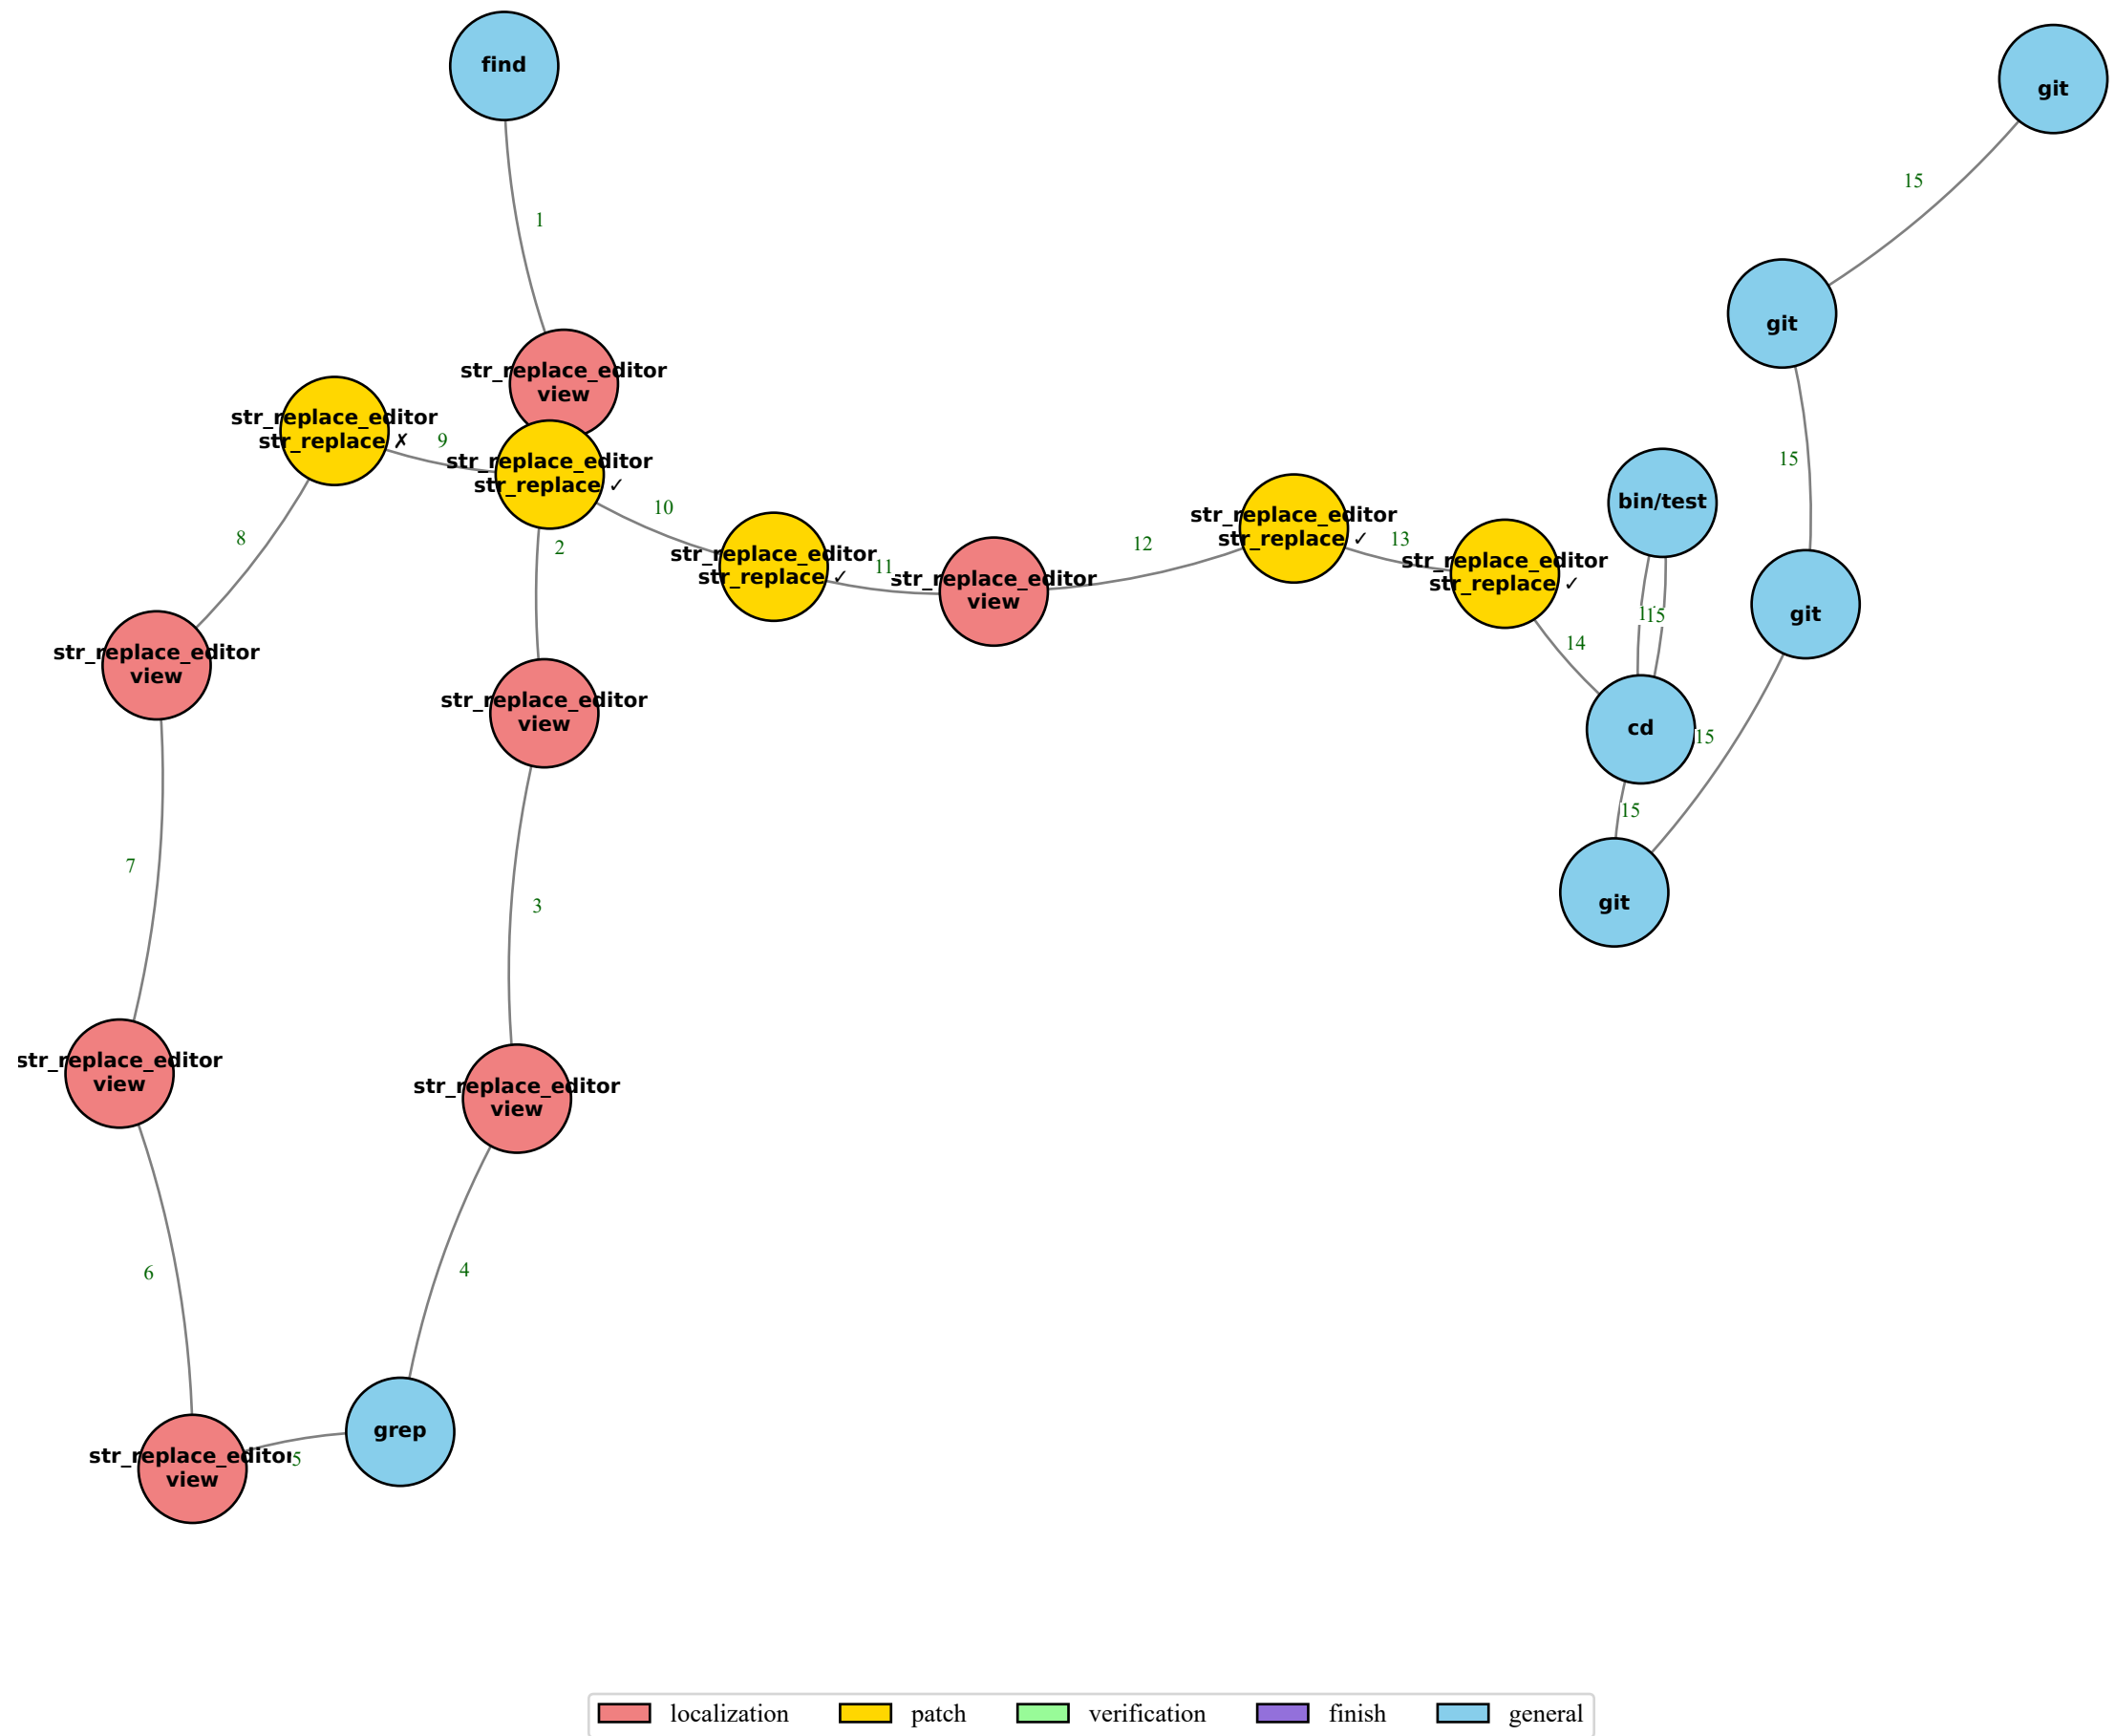 find
git
15
1
git
str_replace_editor
view
str_replace_editor
str_replace ✗
9
str_replace_editor
str_replace ✓
15
10
bin/test
8
2
str_replace_editor
str_replace ✓
11
str_replace_editor
view
12
str_replace_editor
str_replace ✓
13
str_replace_editor
str_replace ✓
15
git
14
str_replace_editor
view
str_replace_editor
view
cd
15
15
7
3
git
str_replace_editor
view
str_replace_editor
view
6
4
grep
str_replace_editor
view
5
localization
patch
verification
finish
general